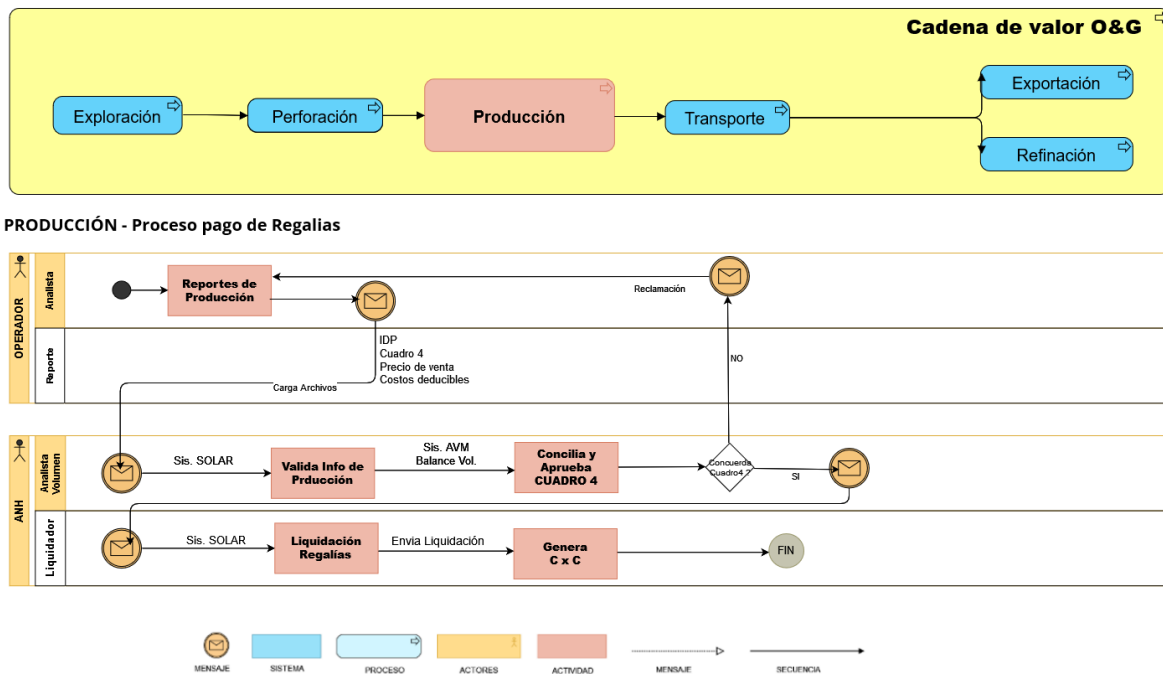 Cadena de valor O&G
Exploración
Perforación
Producción
Transporte
Exportación
Refinación
PRODUCCIÓN - Proceso pago de Regalias
OPERADOR
Analista
Reportes de
Producción
Reclamación
Reporte
IDP
Cuadro 4
Precio de venta
Costos deducibles
Carga Archivos
NO
ANH
Analista
Volumen
Sis. SOLAR
Valida Info de
Prducción
Sis. AVM
Balance Vol.
Concilia y
Aprueba
CUADRO 4
Concuerda
Cuadro4 ?
SI
Liquidador
Sis. SOLAR
Liquidación
Regalías
Envia Liquidación
Genera
C x C
FIN
MENSAJE
SISTEMA
PROCESO
ACTORES
ACTIVIDAD
MENSAJE
SECUENCIA